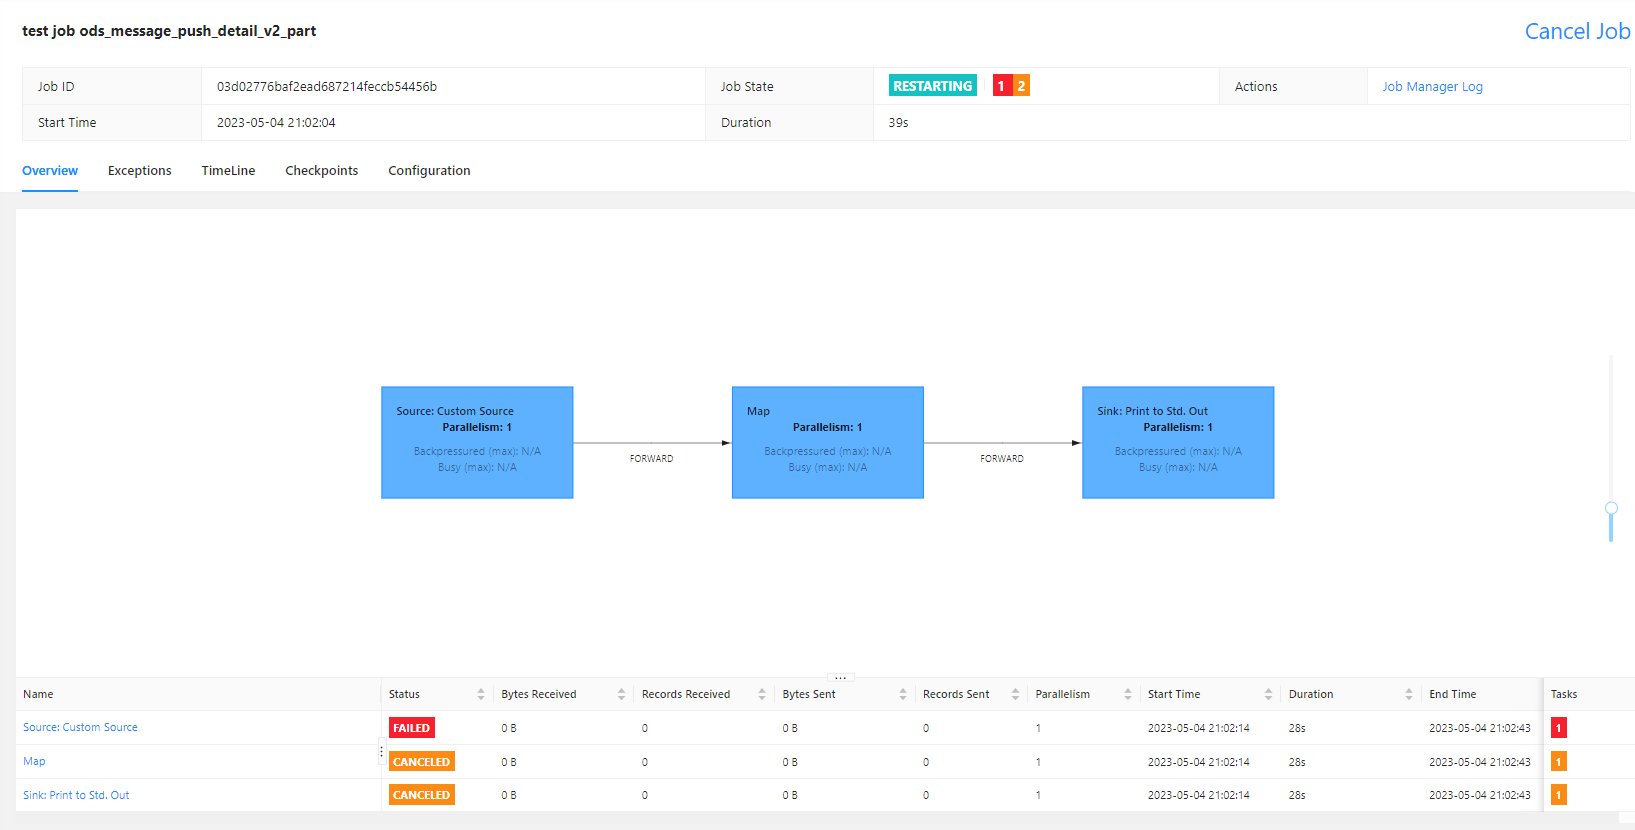 test job ods_message_push_detail_v2_part
Cancel Job
Job ID 03d02776baf2ead687214feccb54456b Job State RESTARTING 1 2 Actions Job Manager Log
Start Time 2023-05-04 21:02:04 Duration 39s
Overview Exceptions TimeLine Checkpoints Configuration
Source: Custom Source
Parallelism: 1
Backpressured (max): N/A
Busy (max): N/A
FORWARD
Map
Parallelism: 1
Backpressured (max): N/A
Busy (max): N/A
FORWARD
Sink: Print to Std. Out
Parallelism: 1
Backpressured (max): N/A
Busy (max): N/A
Name Status Bytes Received Records Received Bytes Sent Records Sent Parallelism Start Time Duration End Time Tasks
Source: Custom Source FAILED 0 B 0 0 B 0 1 2023-05-04 21:02:14 28s 2023-05-04 21:02:43 1
Map CANCELED 0 B 0 0 B 0 1 2023-05-04 21:02:14 28s 2023-05-04 21:02:43 1
Sink: Print to Std. Out CANCELED 0 B 0 0 B 0 1 2023-05-04 21:02:14 28s 2023-05-04 21:02:43 1